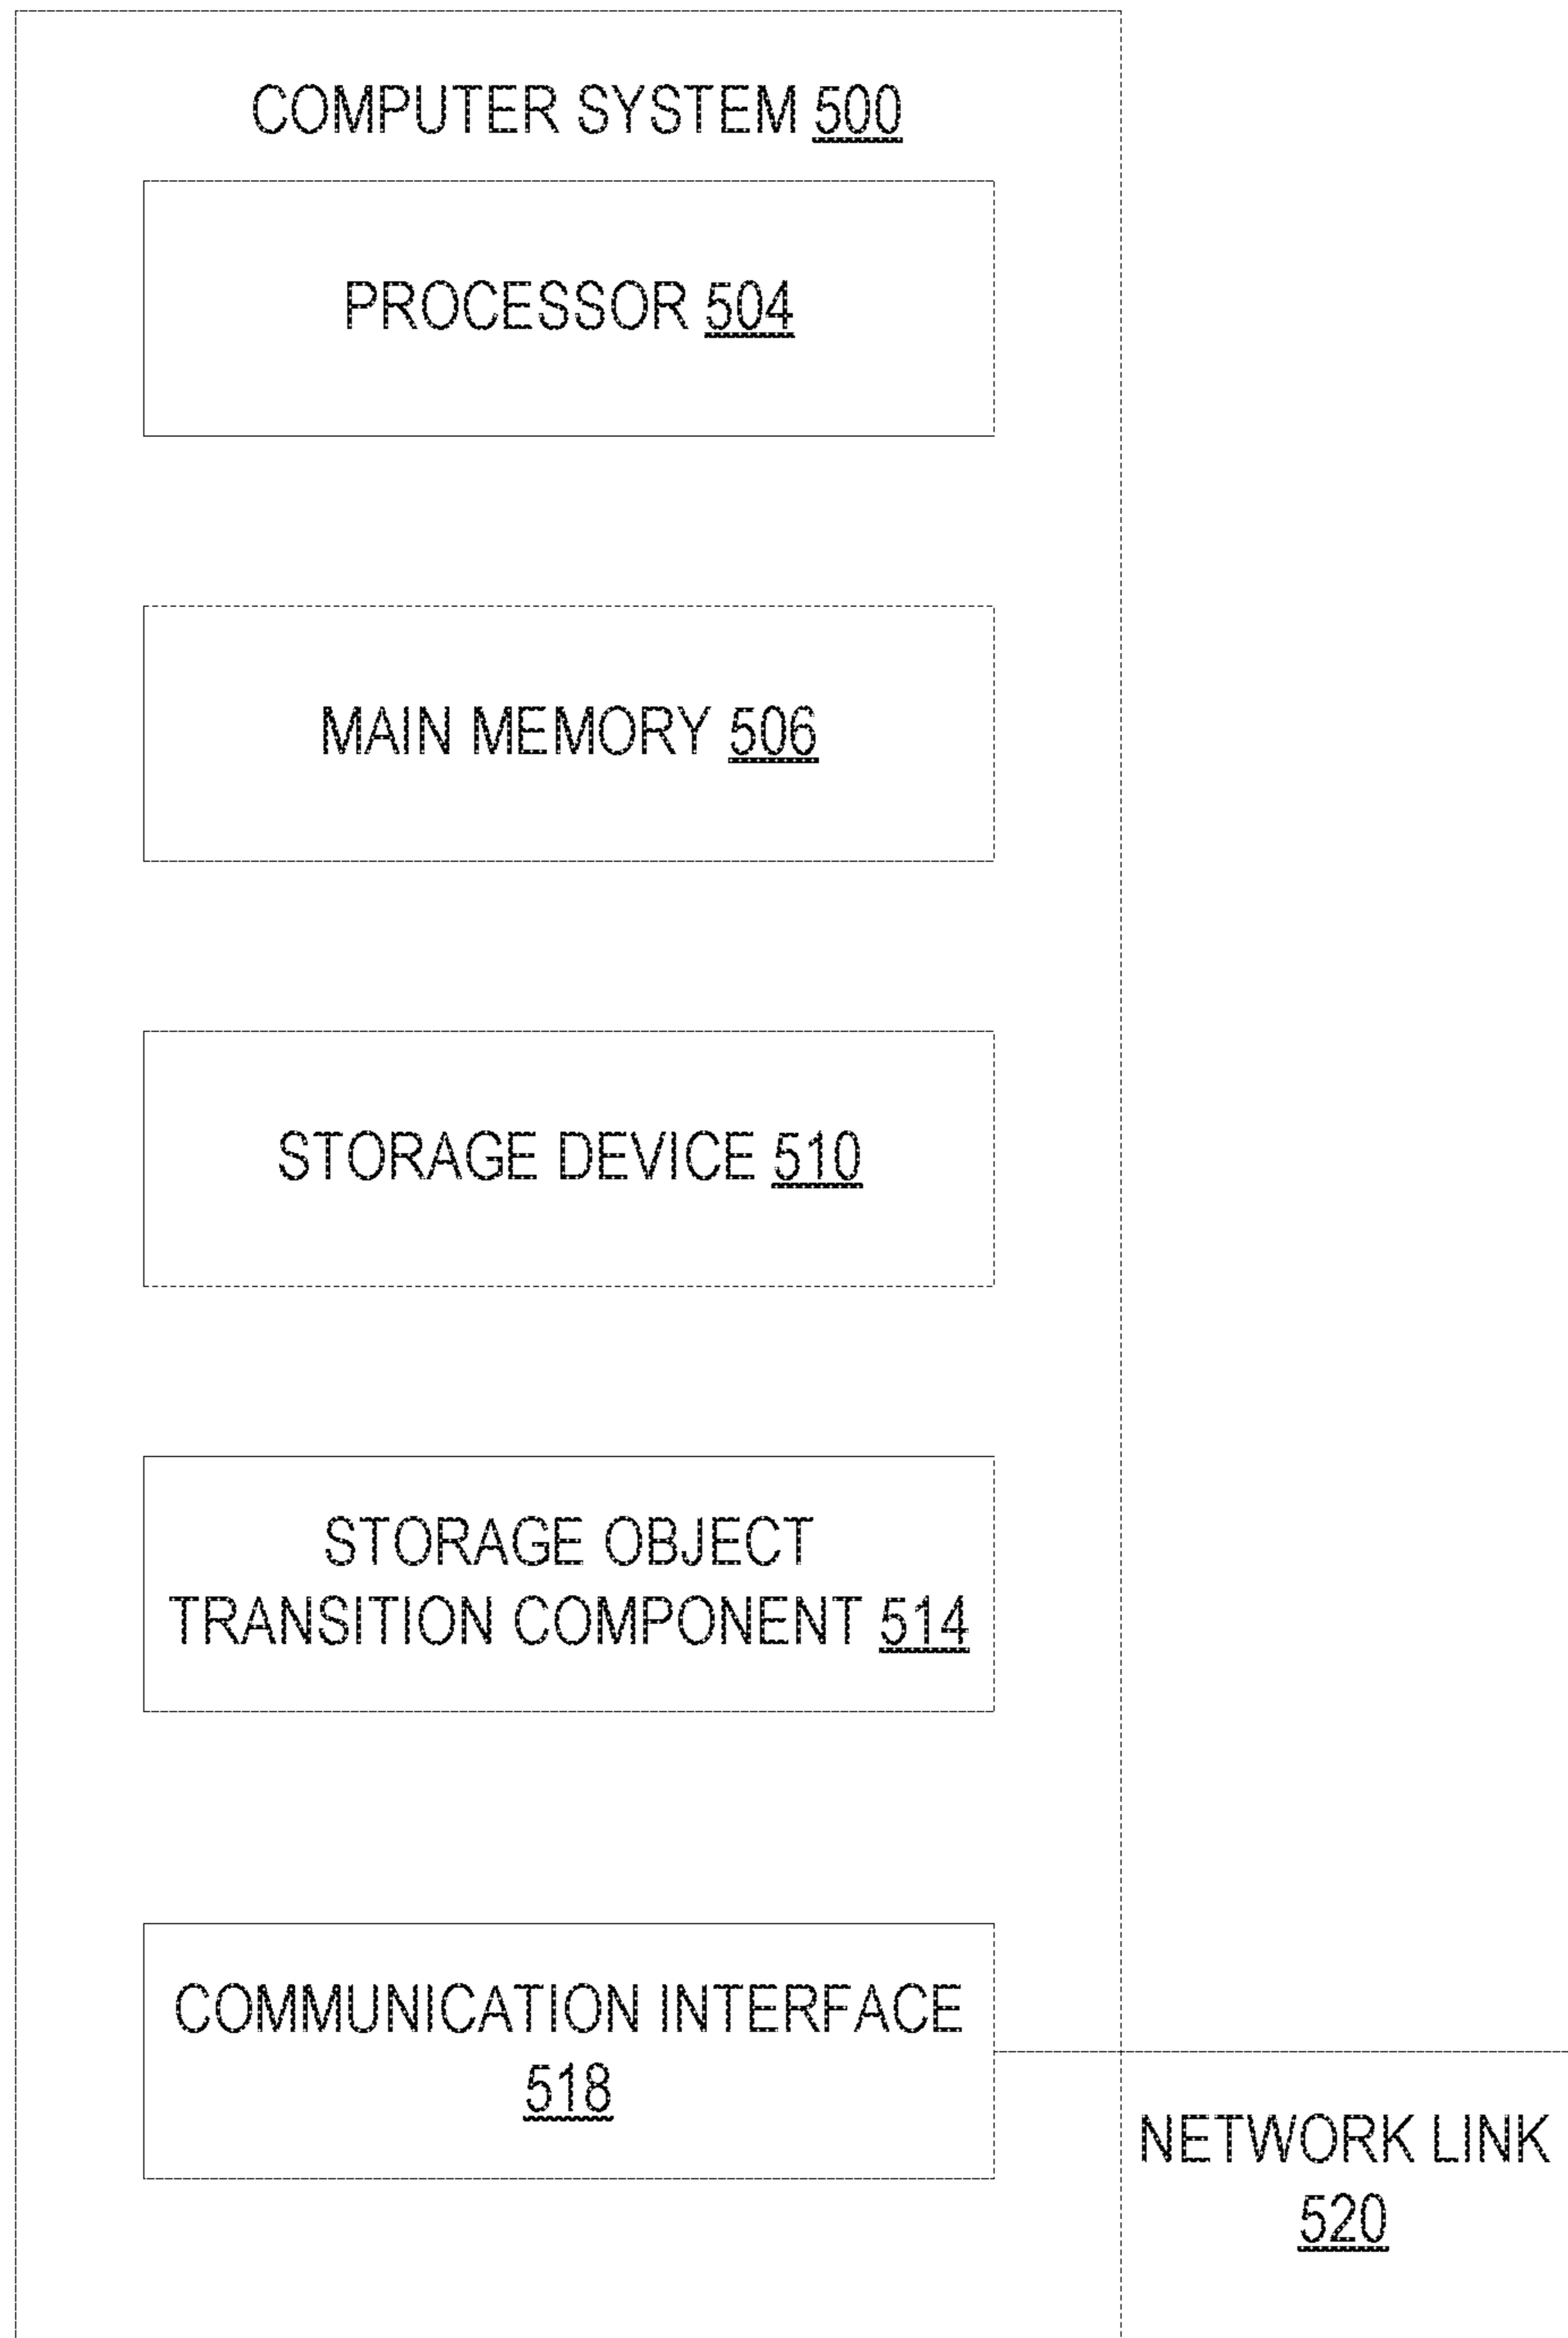 COMPUTER SYSTEM 500
PROCESSOR 504
MAIN MEMORY 506
STORAGE DEVICE 510
STORAGE OBJECT
TRANSITION COMPONENT 514
COMMUNICATION INTERFACE
518
NETWORK LINK
520